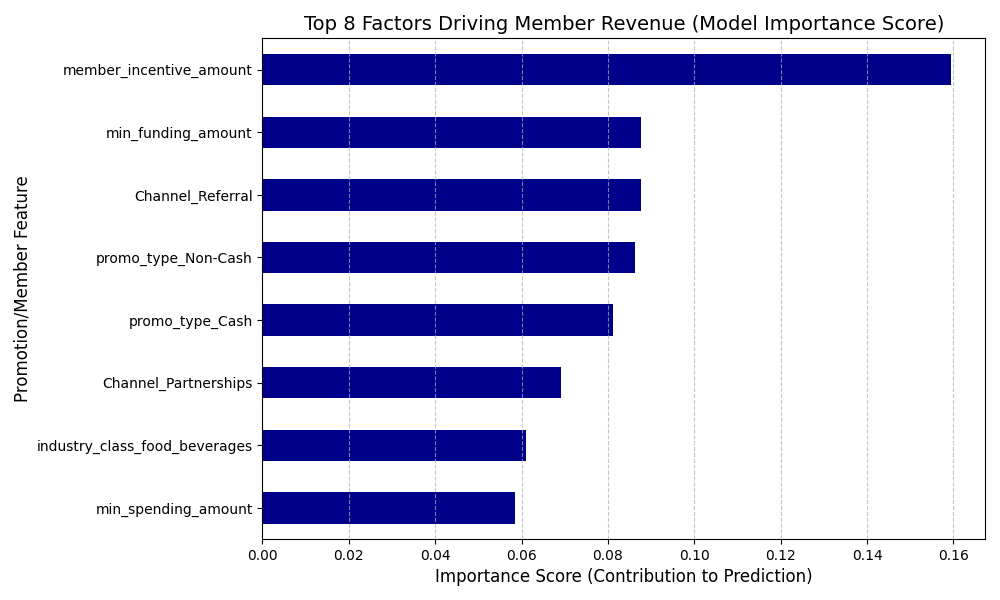 Top 8 Factors Driving Member Revenue (Model Importance Score)
Promotion/Member Feature
member_incentive_amount
min_funding_amount
Channel_Referral
promo_type_Non-Cash
promo_type_Cash
Channel_Partnerships
industry_class_food_beverages
min_spending_amount
0.00 0.02 0.04 0.06 0.08 0.10 0.12 0.14 0.16
Importance Score (Contribution to Prediction)